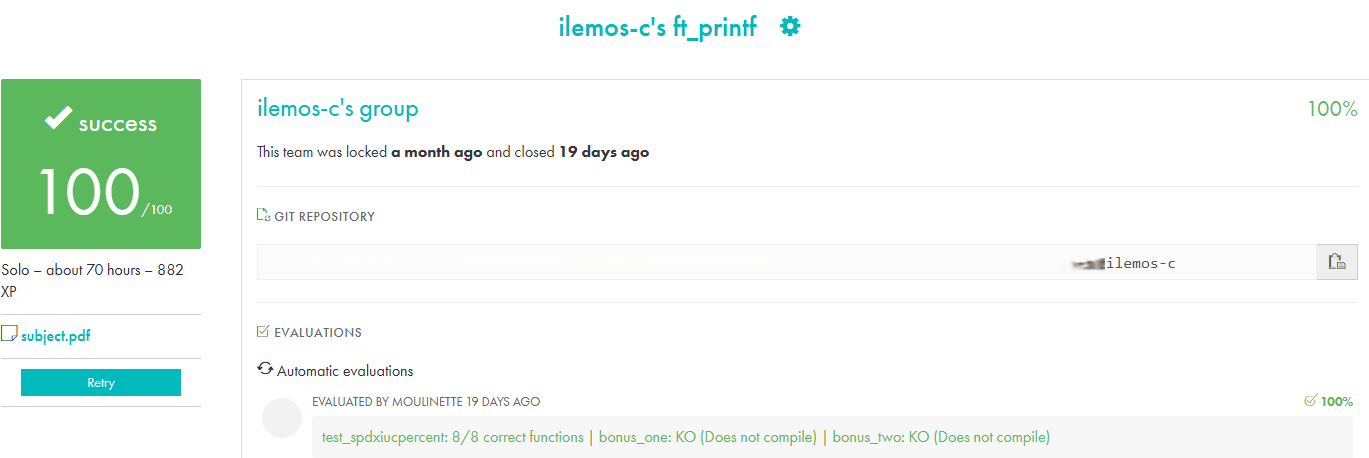 ilemos-c's ft_printf
success
100/100
Solo – about 70 hours – 882
XP
subject.pdf
Retry
ilemos-c's group
100%
This team was locked a month ago and closed 19 days ago
GIT REPOSITORY
ilemos-c
EVALUATIONS
Automatic evaluations
EVALUATED BY MOULINETTE 19 DAYS AGO
100%
test_spdxiucpercent: 8/8 correct functions | bonus_one: KO (Does not compile) | bonus_two: KO (Does not compile)